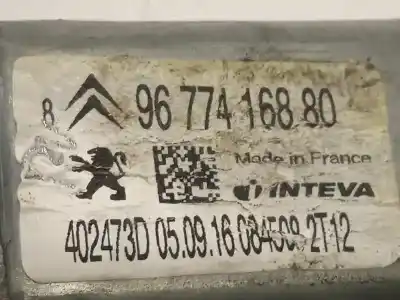 8 96 774 168 80
Made in France
INTEVA
402473D 05.09.16 084508 2T12